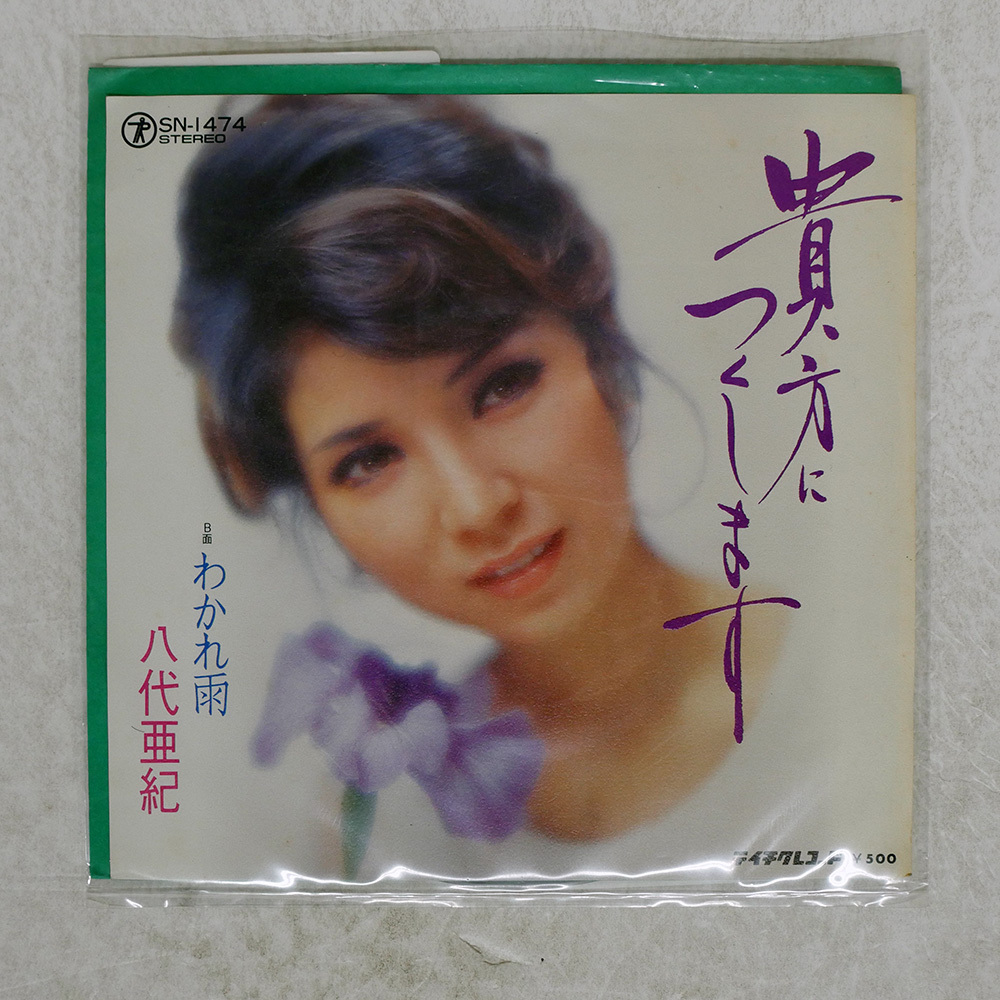 SN-1474
STEREO
貴方に
つくします
B面
わかれ雨
八代亜紀
テイチクレコード ¥500